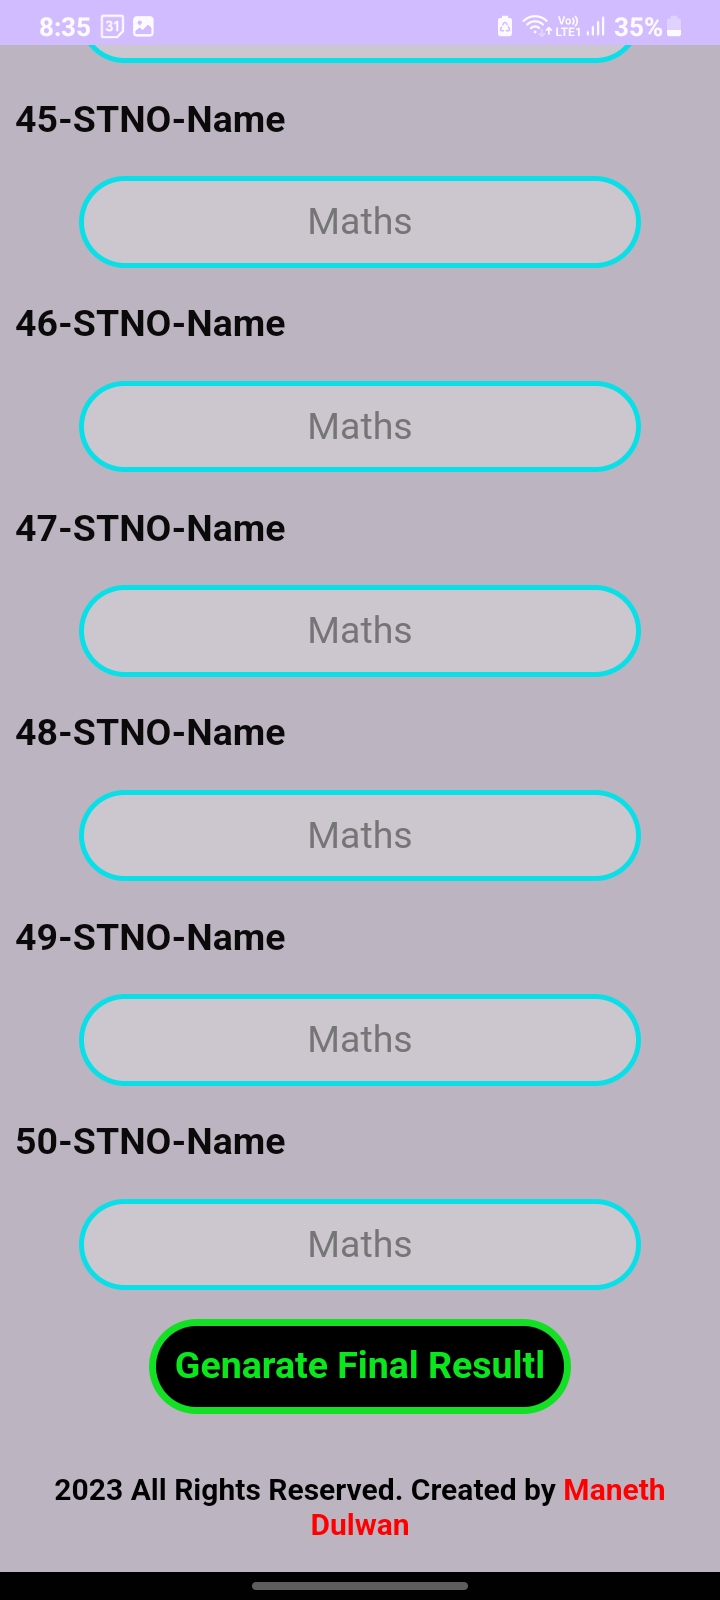 8:35 31 Vo)) LTE1 35%
45-STNO-Name
Maths
46-STNO-Name
Maths
47-STNO-Name
Maths
48-STNO-Name
Maths
49-STNO-Name
Maths
50-STNO-Name
Maths
Genarate Final Resultl
2023 All Rights Reserved. Created by Maneth
Dulwan